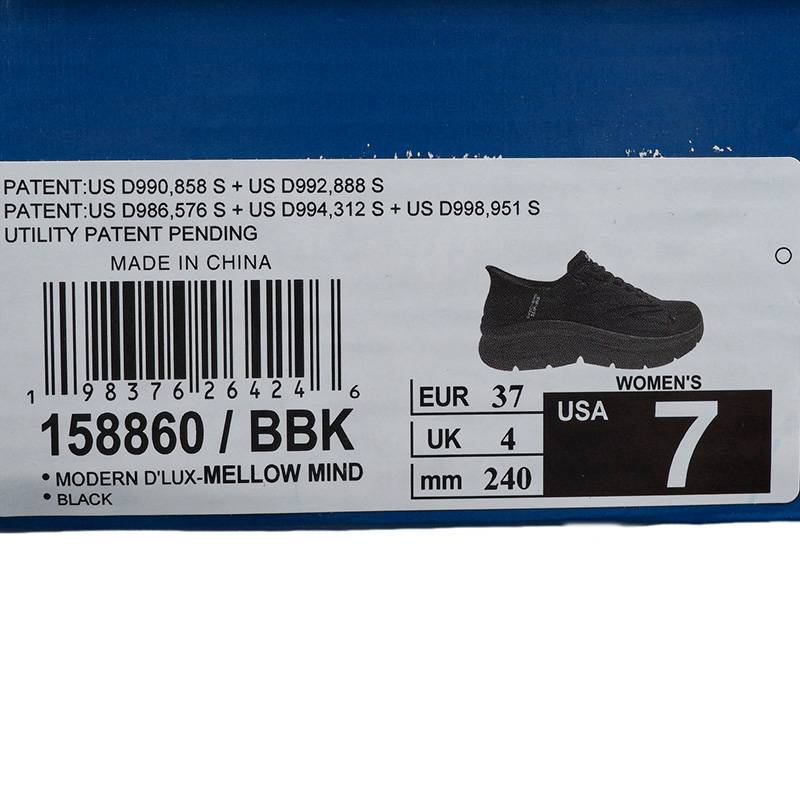 PATENT:US D990,858 S + US D992,888 S
PATENT:US D986,576 S + US D994,312 S + US D998,951 S
UTILITY PATENT PENDING
MADE IN CHINA
1 98376 26424 6
158860 / BBK
• MODERN D'LUX-MELLOW MIND
• BLACK
WOMEN'S
EUR 37
UK 4
mm 240
USA 7